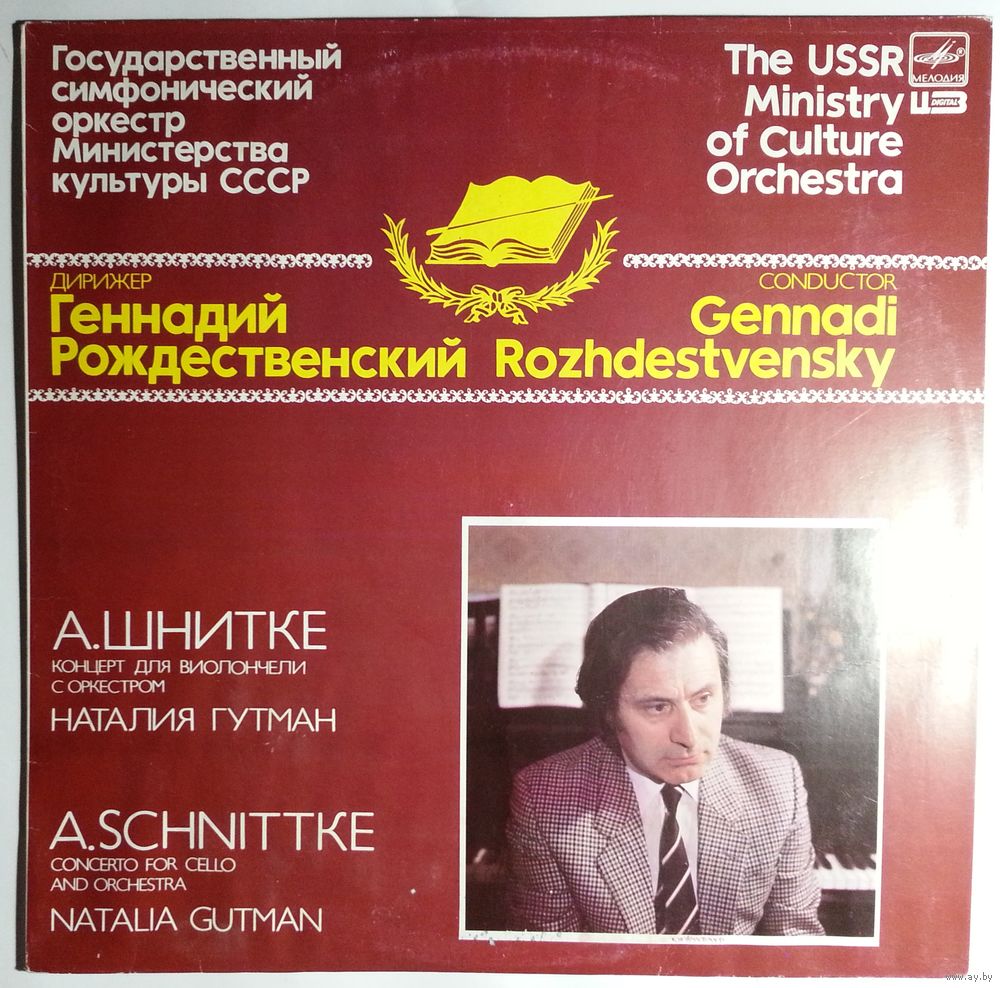 Государственный
симфонический
оркестр
Министерства
культуры СССР
The USSR
Ministry
of Culture
Orchestra
МЕЛОДИЯ
DIGITAL
ДИРИЖЕР
Геннадий
Рождественский
CONDUCTOR
Gennadi
Rozhdestvensky
А.ШНИТКЕ
КОНЦЕРТ ДЛЯ ВИОЛОНЧЕЛИ
С ОРКЕСТРОМ
НАТАЛИЯ ГУТМАН
A.SCHNITTKE
CONCERTO FOR CELLO
AND ORCHESTRA
NATALIA GUTMAN
www.ay.by